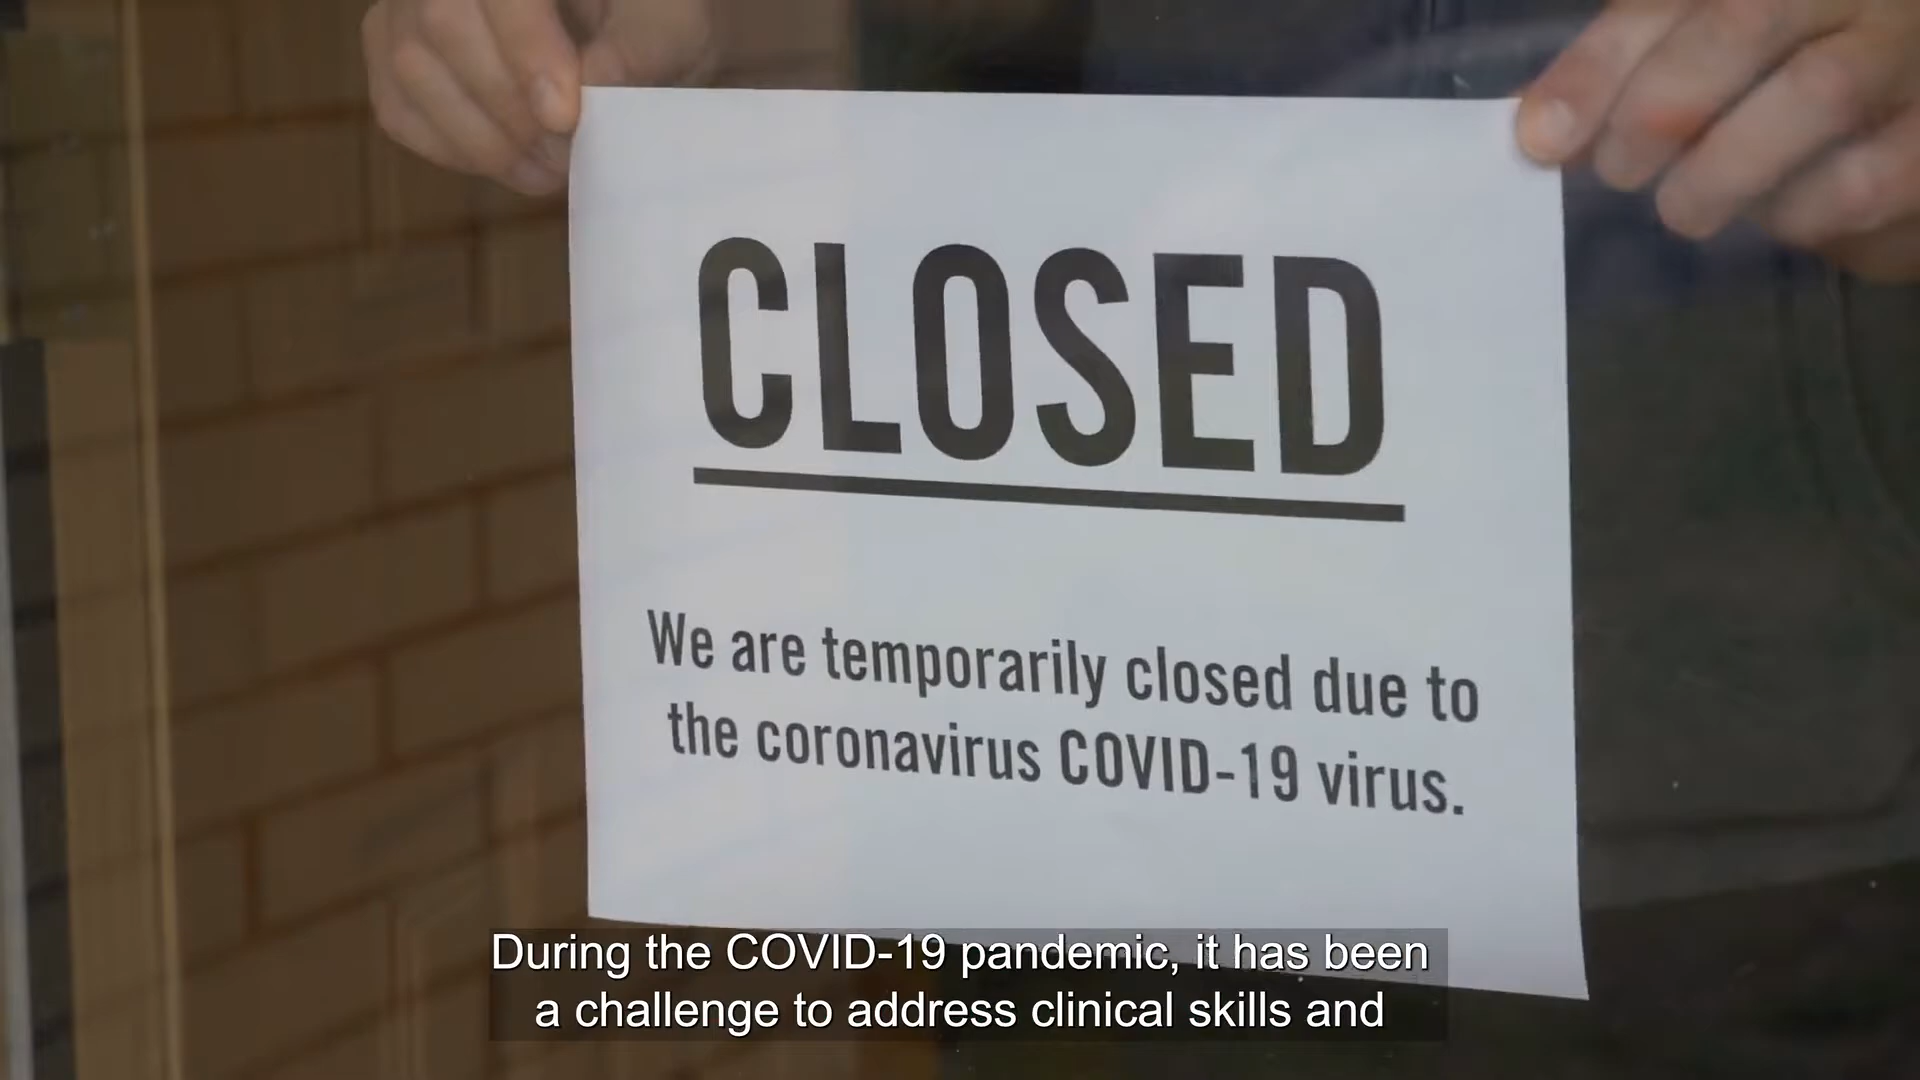 CLOSED
We are temporarily closed due to
the coronavirus COVID-19 virus.
During the COVID-19 pandemic, it has been
a challenge to address clinical skills and